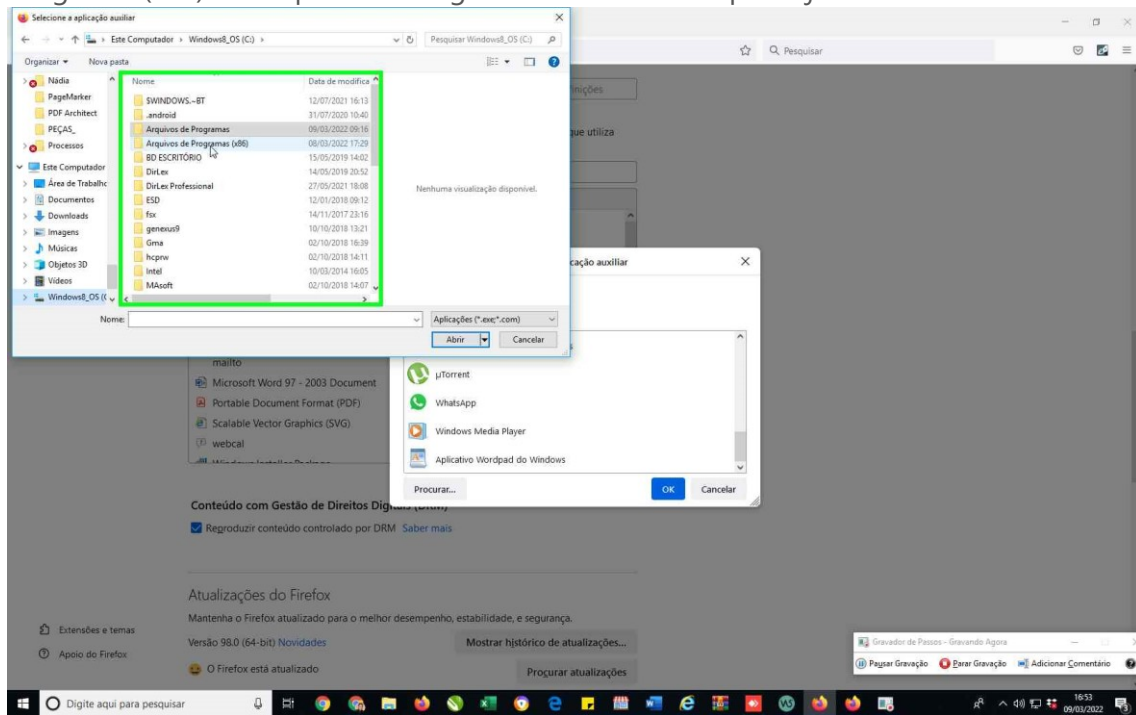 Selecione a aplicação auxiliar
Este Computador › Windows8_OS (C:) ›
Pesquisar Windows8_OS (C:)
Pesquisar
Organizar
Nova pasta
Nádia
PageMarker
PDF Architect
PEÇAS_
Processos
Este Computador
Área de Trabalho
Documentos
Downloads
Imagens
Músicas
Objetos 3D
Vídeos
Windows8_OS (C
Nome
Data de modifica
$WINDOWS.~BT 12/07/2021 16:13
.android 31/07/2020 10:40
Arquivos de Programas 09/03/2022 09:16
Arquivos de Programas (x86) 08/03/2022 17:29
BD ESCRITÓRIO 15/05/2019 14:02
DirLex 14/05/2019 20:52
DirLex Professional 27/05/2021 18:08
ESD 12/01/2018 09:12
fsx 14/11/2017 23:16
genexus9 10/10/2018 13:21
Gma 02/10/2018 16:39
hcprw 02/10/2018 14:11
Intel 10/03/2014 16:05
MAsoft 02/10/2018 14:07
Nenhuma visualização disponível.
Nome:
Aplicações (*.exe;*.com)
Abrir
Cancelar
inições
que utiliza
cação auxiliar
µTorrent
WhatsApp
Windows Media Player
Aplicativo Wordpad do Windows
Procurar...
OK
Cancelar
mailto
Microsoft Word 97 - 2003 Document
Portable Document Format (PDF)
Scalable Vector Graphics (SVG)
webcal
Windows Installer Package
Conteúdo com Gestão de Direitos Digitais (DRM)
Reproduzir conteúdo controlado por DRM Saber mais
Atualizações do Firefox
Mantenha o Firefox atualizado para o melhor desempenho, estabilidade, e segurança.
Versão 98.0 (64-bit) Novidades
Mostrar histórico de atualizações...
O Firefox está atualizado
Procurar atualizações
Extensões e temas
Apoio do Firefox
Gravador de Passos - Gravando Agora
Pausar Gravação
Parar Gravação
Adicionar Comentário
Digite aqui para pesquisar
16:53
09/03/2022